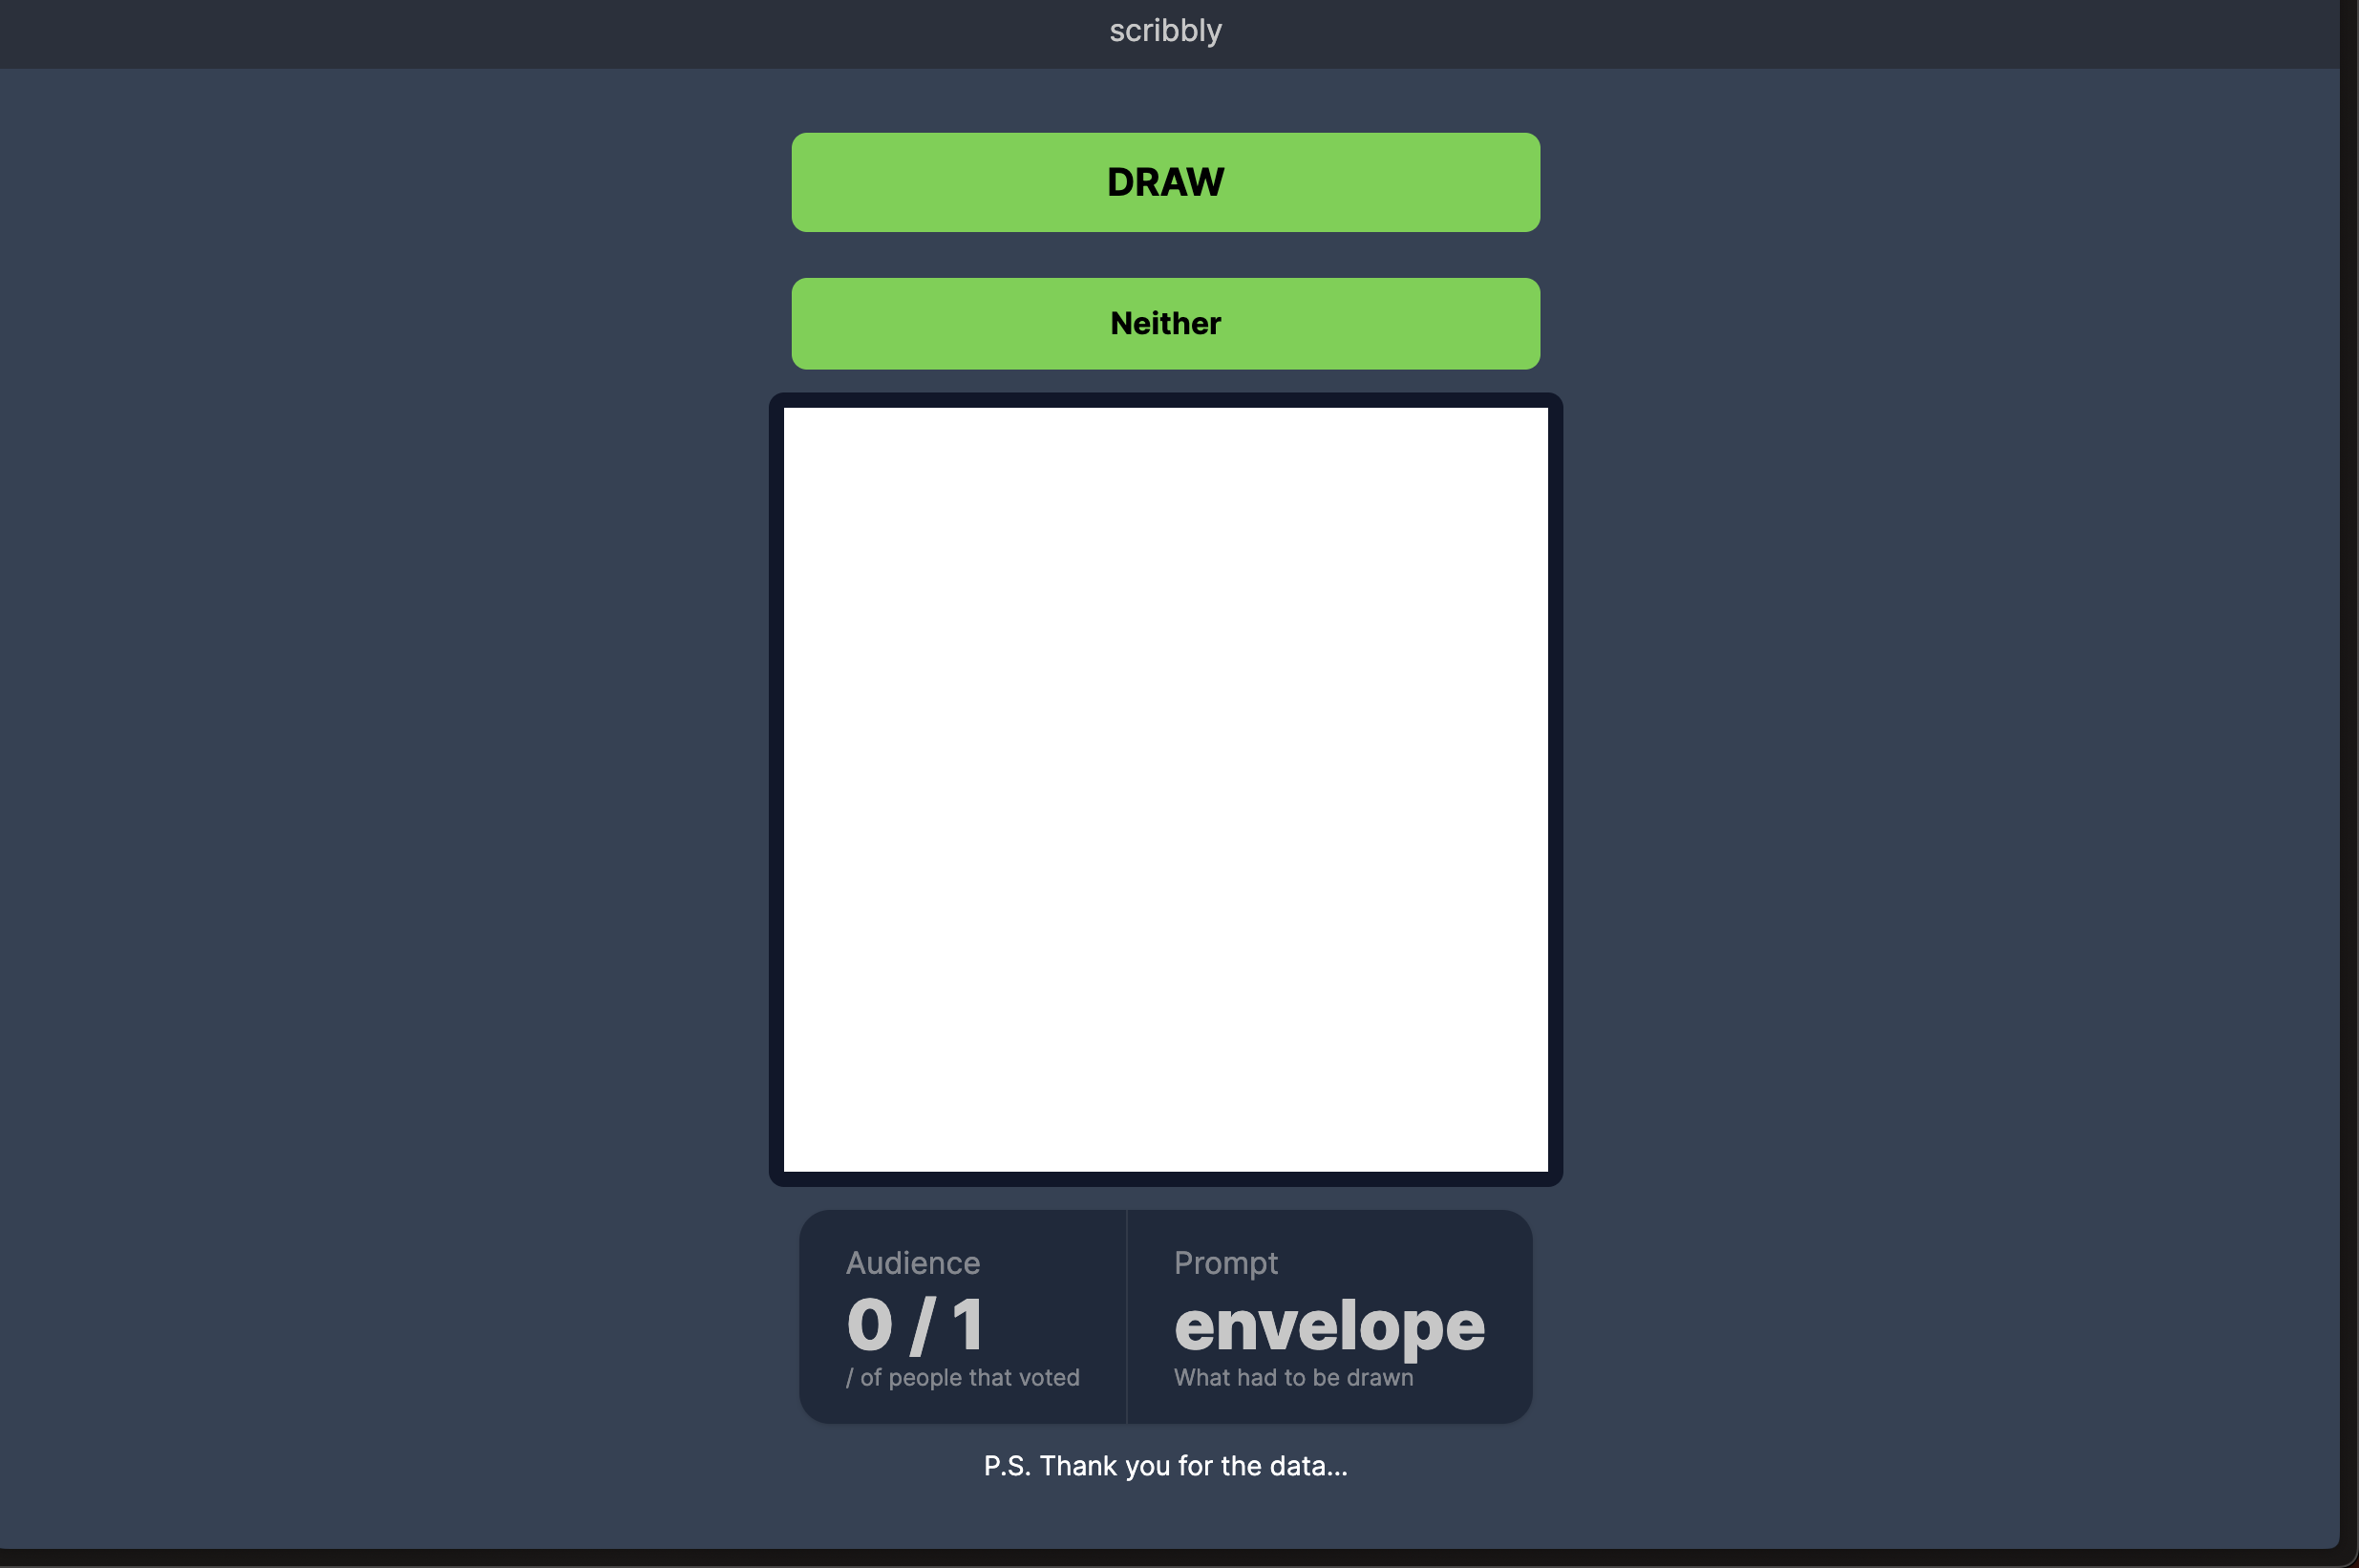 scribbly
DRAW
Neither
Audience
0 / 1
/ of people that voted
Prompt
envelope
What had to be drawn
P.S. Thank you for the data...